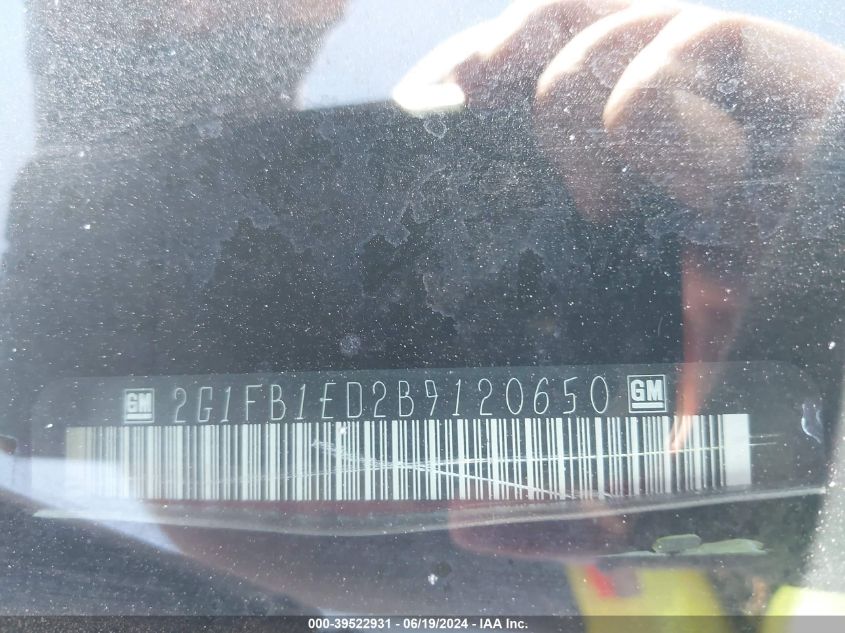 GM 2G1FB1ED2B9120650 GM
000-39522931 - 06/19/2024 - IAA Inc.